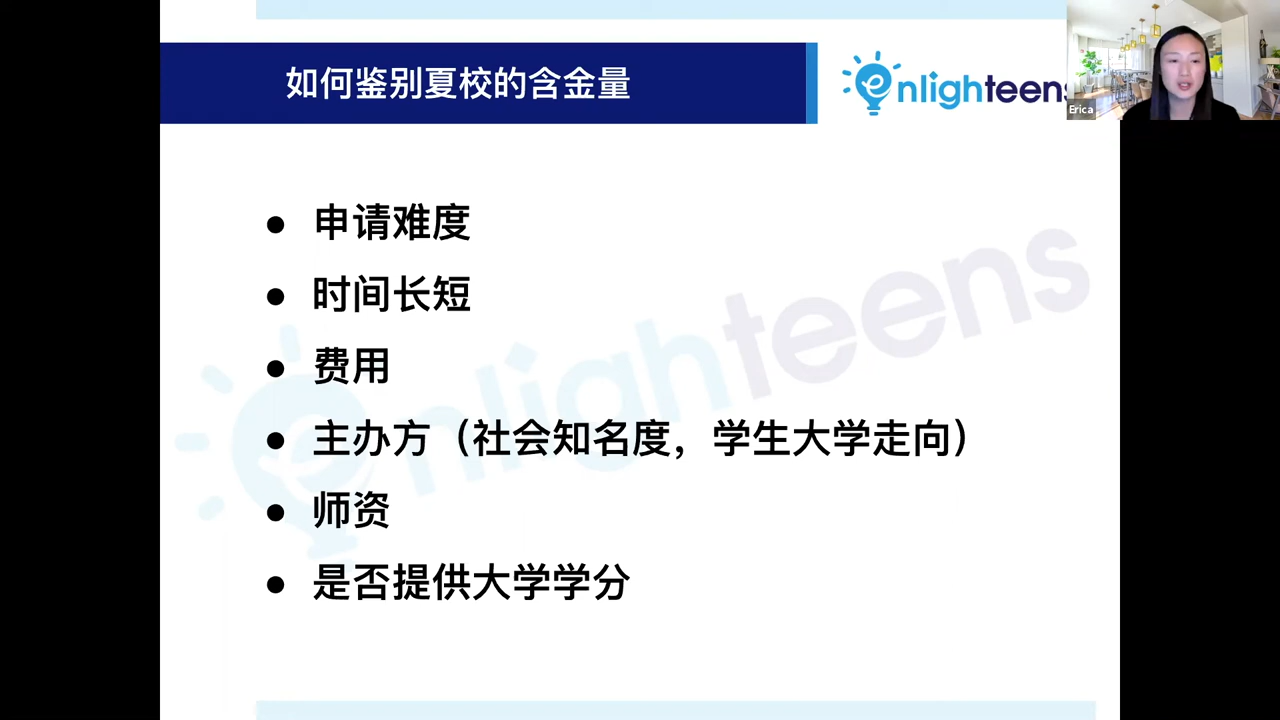 如何鉴别夏校的含金量
enlighteens
Erica
● 申请难度
● 时间长短
● 费用
● 主办方（社会知名度，学生大学走向）
● 师资
● 是否提供大学学分
enlighteens